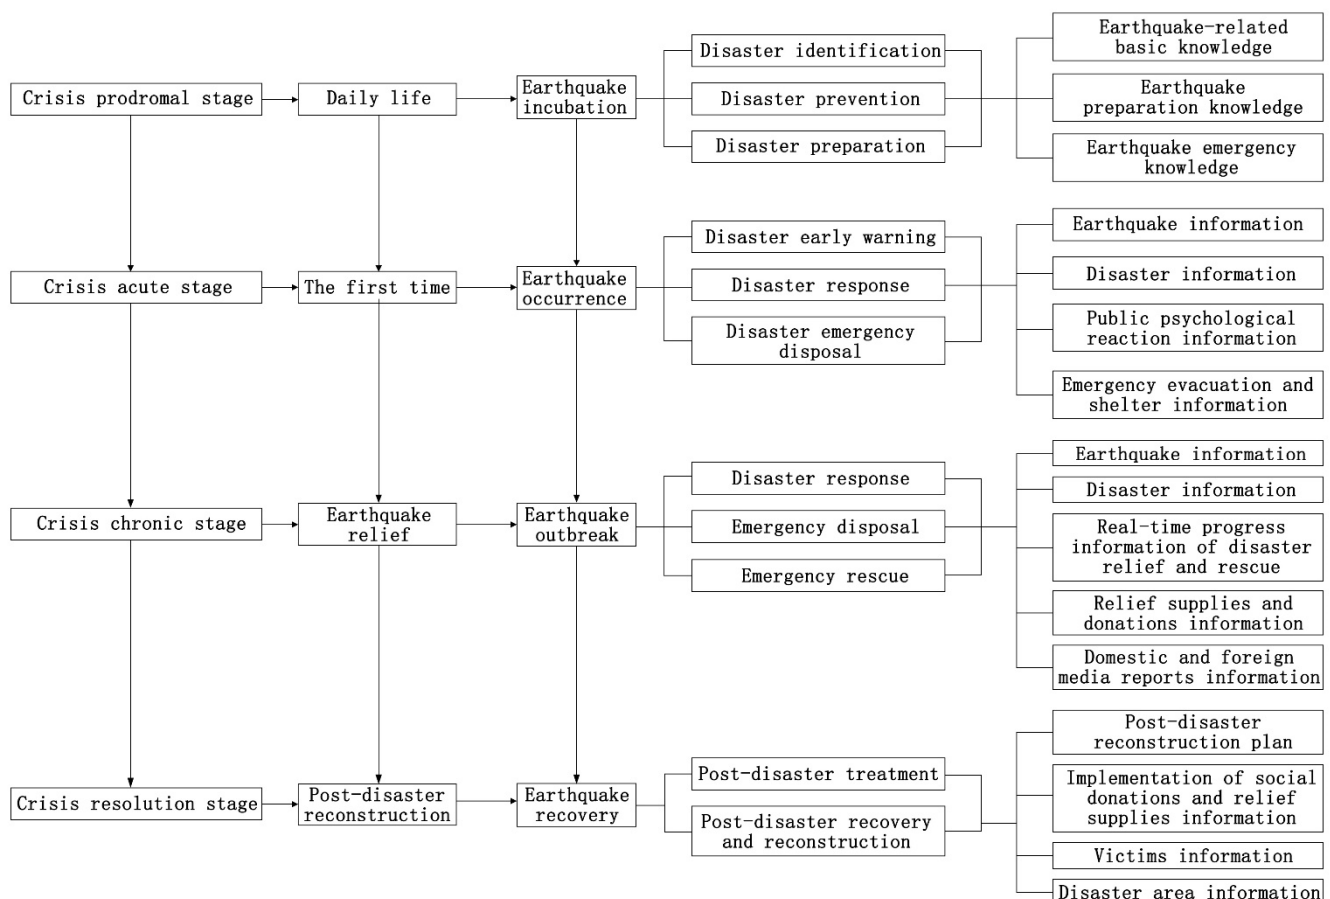 Crisis prodromal stage
Daily life
Earthquake
incubation
Disaster identification
Disaster prevention
Disaster preparation
Earthquake-related
basic knowledge
Earthquake
preparation knowledge
Earthquake emergency
knowledge
Crisis acute stage
The first time
Earthquake
occurrence
Disaster early warning
Disaster response
Disaster emergency
disposal
Earthquake information
Disaster information
Public psychological
reaction information
Emergency evacuation and
shelter information
Crisis chronic stage
Earthquake
relief
Earthquake
outbreak
Disaster response
Emergency disposal
Emergency rescue
Earthquake information
Disaster information
Real-time progress
information of disaster
relief and rescue
Relief supplies and
donations information
Domestic and foreign
media reports information
Crisis resolution stage
Post-disaster
reconstruction
Earthquake
recovery
Post-disaster treatment
Post-disaster recovery
and reconstruction
Post-disaster
reconstruction plan
Implementation of social
donations and relief
supplies information
Victims information
Disaster area information